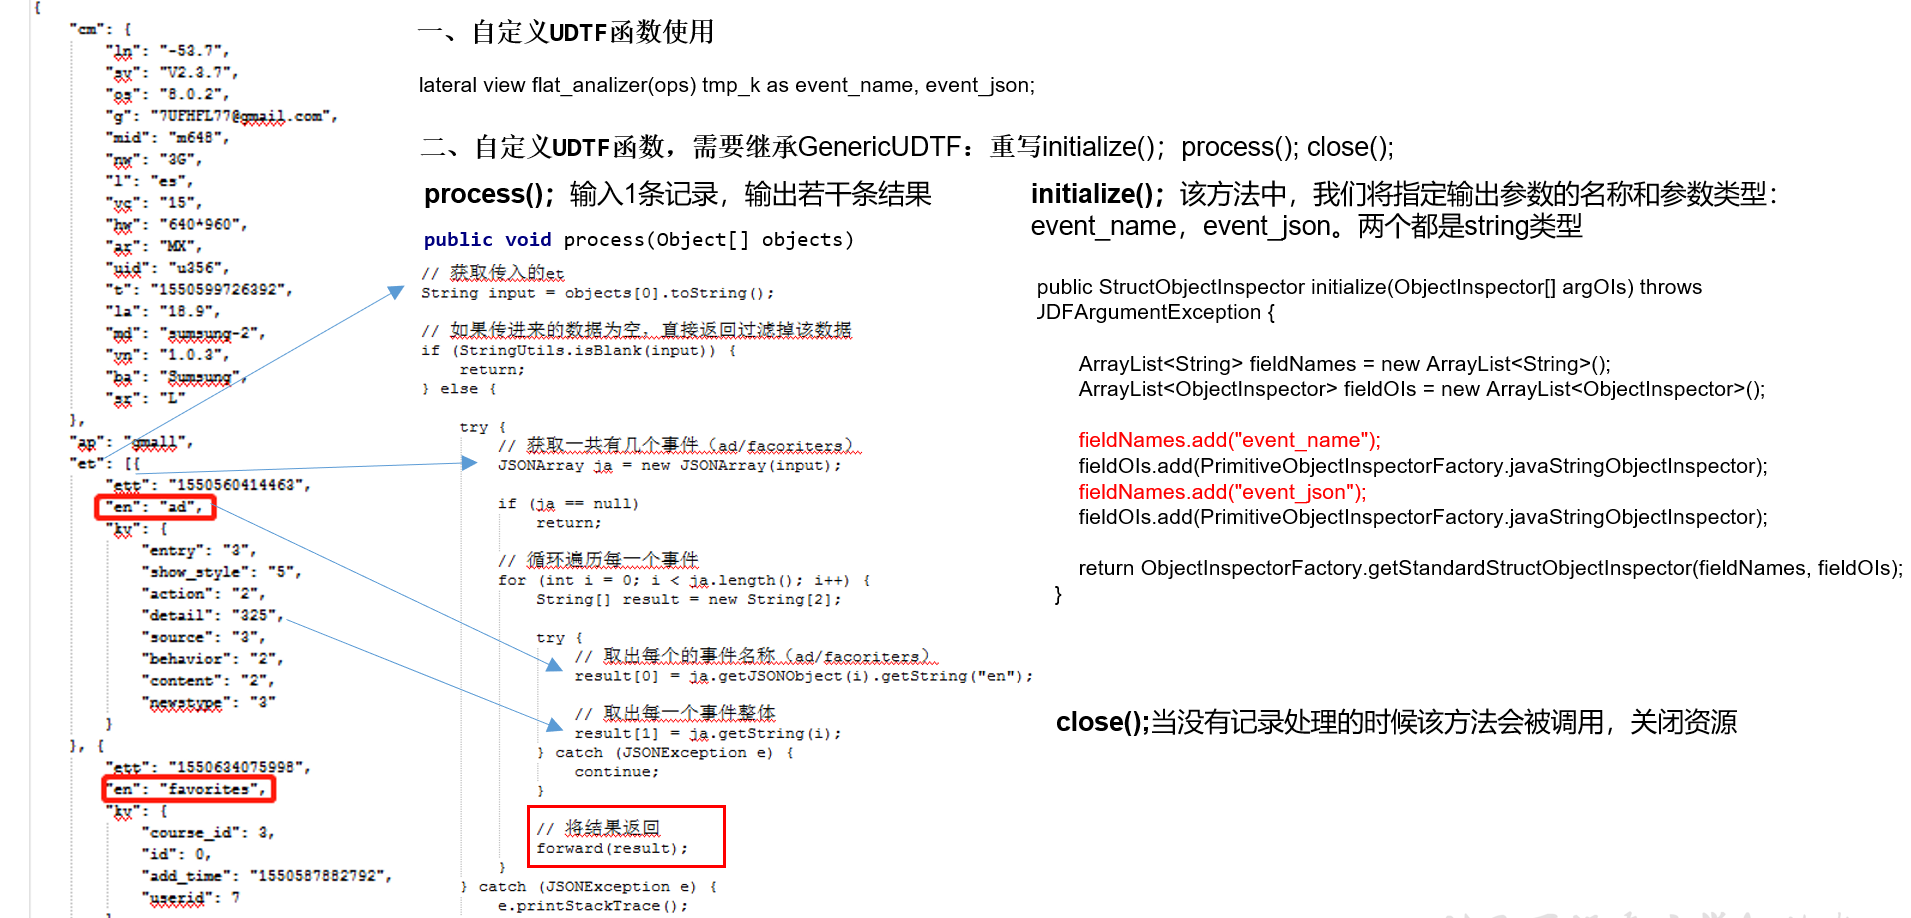 {
"cm": {
"ln": "-53.7",
"sv": "V2.3.7",
"os": "8.0.2",
"g": "7UFHFL77@gmail.com",
"mid": "m648",
"nw": "3G",
"l": "es",
"vc": "15",
"hw": "640*960",
"ar": "MX",
"uid": "u356",
"t": "1550599726392",
"la": "18.9",
"md": "sumsung-2",
"vn": "1.0.3",
"ba": "Sumsung",
"sr": "L"
},
"ap": "gmall",
"et": [{
"ett": "1550560414463",
"en": "ad",
"kv": {
"entry": "3",
"show_style": "5",
"action": "2",
"detail": "325",
"source": "3",
"behavior": "2",
"content": "2",
"newstype": "3"
}
}, {
"ett": "1550634075998",
"en": "favorites",
"kv": {
"course_id": 3,
"id": 0,
"add_time": "1550587882792",
"userid": 7
一、自定义UDTF函数使用
lateral view flat_analizer(ops) tmp_k as event_name, event_json;
二、自定义UDTF函数，需要继承GenericUDTF：重写initialize()；process(); close();
process()；输入1条记录，输出若干条结果
public void process(Object[] objects)
// 获取传入的et
String input = objects[0].toString();
// 如果传进来的数据为空，直接返回过滤掉该数据
if (StringUtils.isBlank(input)) {
return;
} else {
try {
// 获取一共有几个事件（ad/facoriters）
JSONArray ja = new JSONArray(input);
if (ja == null)
return;
// 循环遍历每一个事件
for (int i = 0; i < ja.length(); i++) {
String[] result = new String[2];
try {
// 取出每个的事件名称（ad/facoriters）
result[0] = ja.getJSONObject(i).getString("en");
// 取出每一个事件整体
result[1] = ja.getString(i);
} catch (JSONException e) {
continue;
}
// 将结果返回
forward(result);
}
} catch (JSONException e) {
e.printStackTrace();
initialize()；该方法中，我们将指定输出参数的名称和参数类型：
event_name，event_json。两个都是string类型
public StructObjectInspector initialize(ObjectInspector[] argOIs) throws
JDFArgumentException {
ArrayList<String> fieldNames = new ArrayList<String>();
ArrayList<ObjectInspector> fieldOIs = new ArrayList<ObjectInspector>();
fieldNames.add("event_name");
fieldOIs.add(PrimitiveObjectInspectorFactory.javaStringObjectInspector);
fieldNames.add("event_json");
fieldOIs.add(PrimitiveObjectInspectorFactory.javaStringObjectInspector);
return ObjectInspectorFactory.getStandardStructObjectInspector(fieldNames, fieldOIs);
}
close();当没有记录处理的时候该方法会被调用，关闭资源